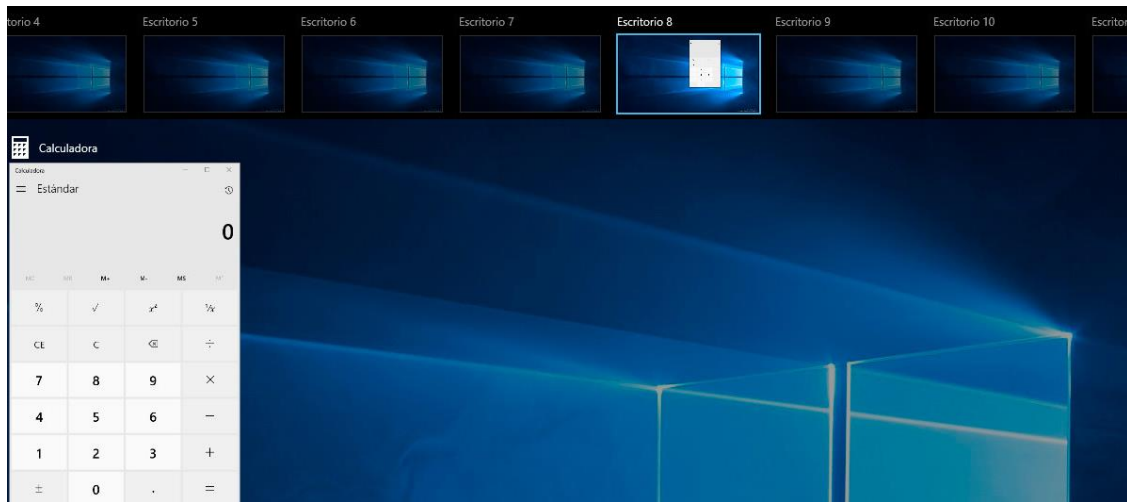 torio 4 Escritorio 5 Escritorio 6 Escritorio 7 Escritorio 8 Escritorio 9 Escritorio 10 Escritor
Calculadora
Calculadora
Estándar
0
MC MR M+ M- MS
% √ x² ¹/x
CE C ÷
7 8 9 ×
4 5 6 −
1 2 3 +
± 0 . =